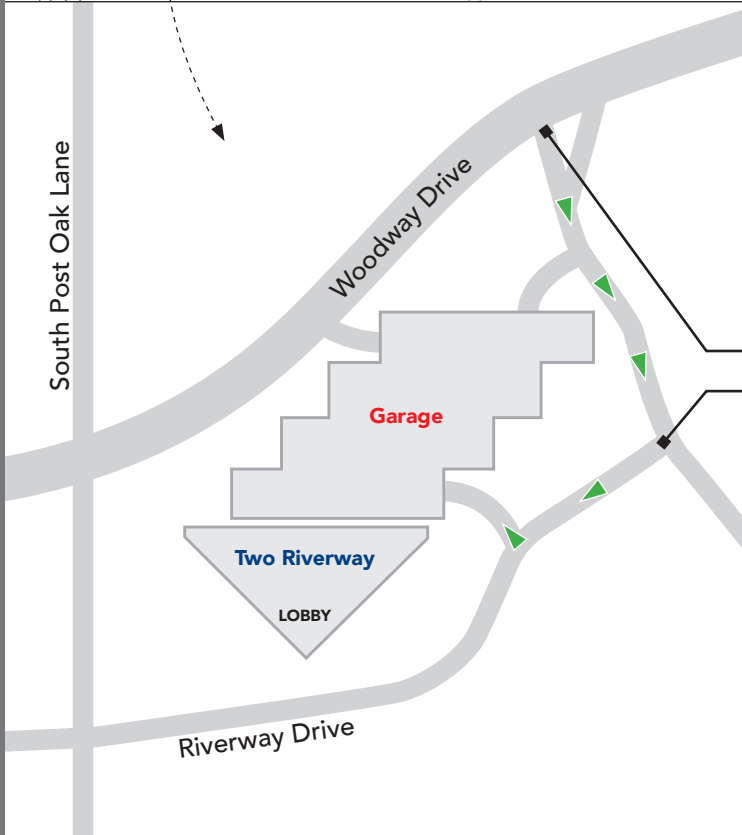 South Post Oak Lane
Woodway Drive
Garage
Two Riverway
LOBBY
Riverway Drive